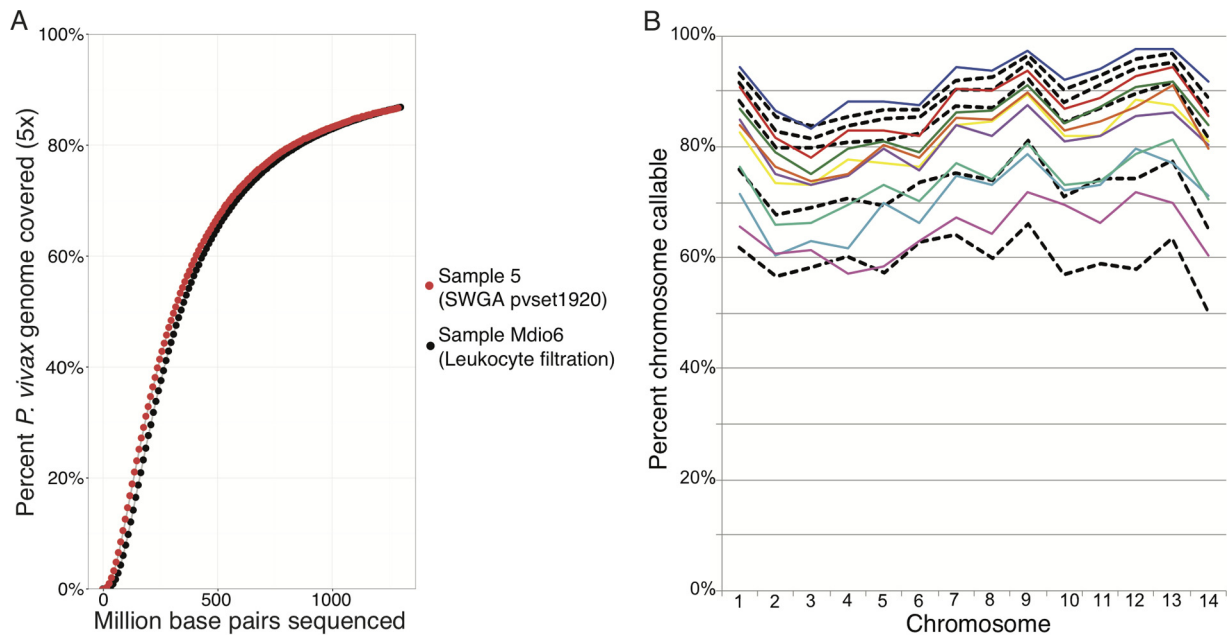 A
Percent P. vivax genome covered (5x)
100%
80%
60%
40%
20%
0%
0
500
1000
Million base pairs sequenced
Sample 5
(SWGA pvset1920)
Sample Mdio6
(Leukocyte filtration)
B
Percent chromosome callable
100%
80%
60%
40%
20%
0%
1 2 3 4 5 6 7 8 9 10 11 12 13 14
Chromosome